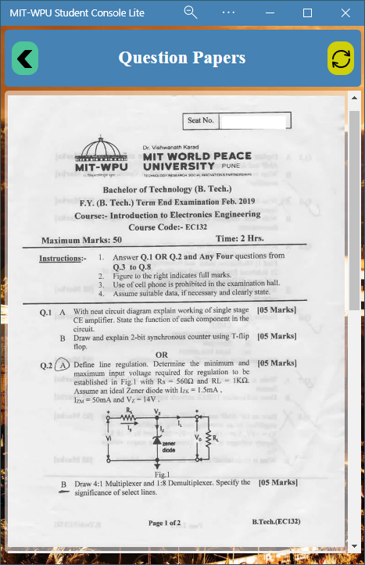 MIT-WPU Student Console Lite
Question Papers
Seat No.
Dr. Vishwanath Karad
MIT WORLD PEACE
UNIVERSITY PUNE
TECHNOLOGY, RESEARCH, SOCIAL INNOVATION & PARTNERSHIPS
MIT-WPU
Bachelor of Technology (B. Tech.)
F.Y. (B. Tech.) Term End Examination Feb. 2019
Course:- Introduction to Electronics Engineering
Course Code:- EC132
Maximum Marks: 50 Time: 2 Hrs.
Instructions:- 1. Answer Q.1 OR Q.2 and Any Four questions from
Q.3 to Q.8
2. Figure to the right indicates full marks.
3. Use of cell phone is prohibited in the examination hall.
4. Assume suitable data, if necessary and clearly state.
Q.1 A With neat circuit diagram explain working of single stage [05 Marks]
CE amplifier. State the function of each component in the
circuit.
B Draw and explain 2-bit synchronous counter using T-flip [05 Marks]
flop.
OR
Q.2 A Define line regulation. Determine the minimum and [05 Marks]
maximum input voltage required for regulation to be
established in Fig.1 with Rs = 560Ω and RL = 1KΩ.
Assume an ideal Zener diode with Izk = 1.5mA,
Izm = 50mA and Vz = 14V.
Rs Vz
Is Iz IL
Vi zener
diode Vo RL
Fig.1
B Draw 4:1 Multiplexer and 1:8 Demultiplexer. Specify the [05 Marks]
significance of select lines.
Page 1 of 2 B.Tech.(EC132)